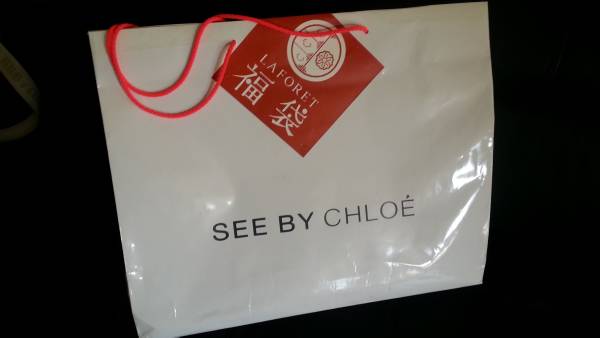 LAFORET
福袋
SEE BY CHLOÉ